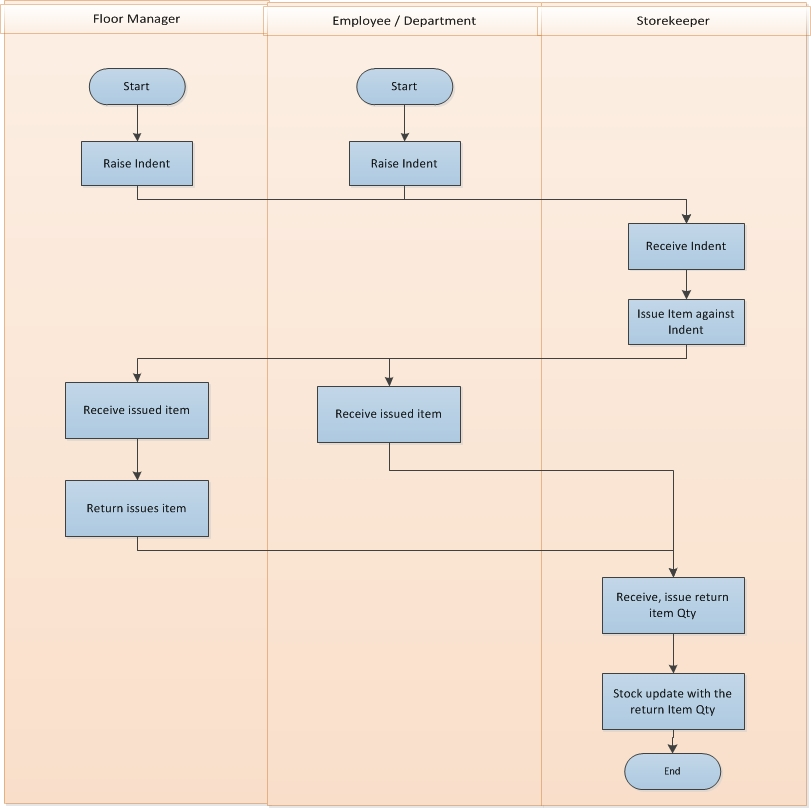 Floor Manager
Employee / Department
Storekeeper
Start
Start
Raise Indent
Raise Indent
Receive Indent
Issue Item against
Indent
Receive issued item
Receive issued item
Return issues item
Receive, issue return
item Qty
Stock update with the
return Item Qty
End